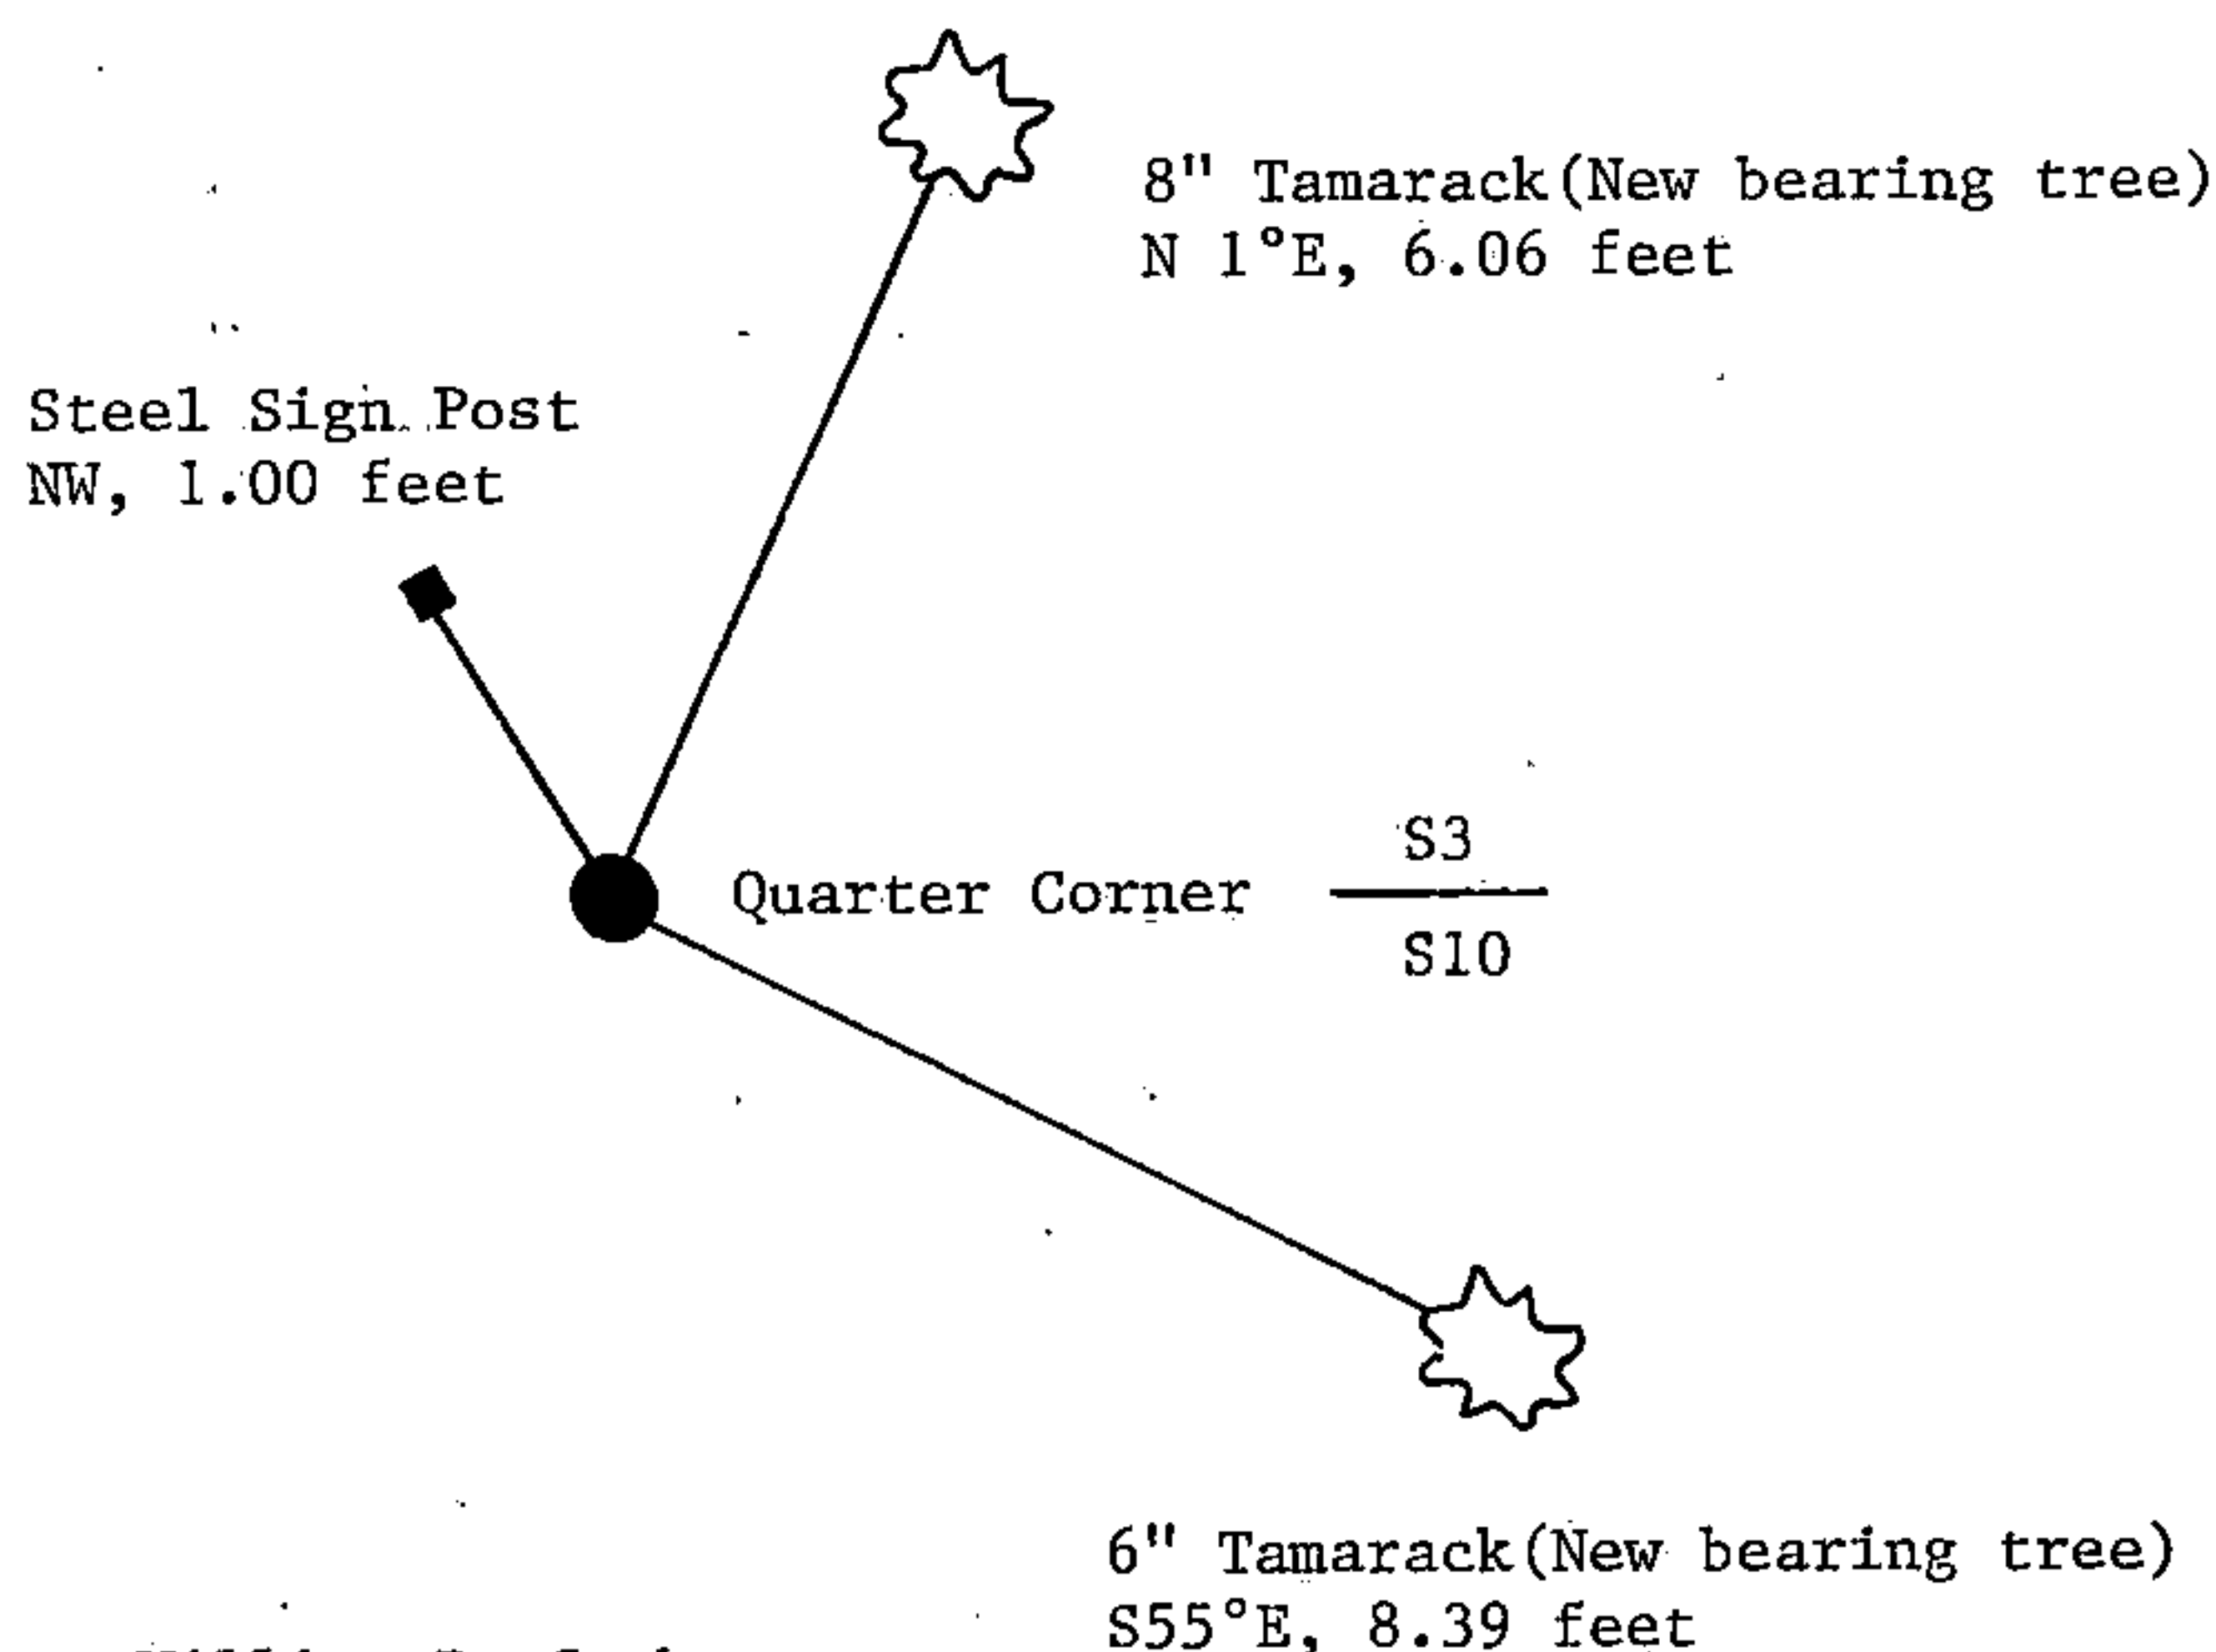 8" Tamarack(New bearing tree)
N 1°E, 6.06 feet
Steel Sign Post
NW, 1.00 feet
Quarter Corner
S3
S10
6" Tamarack(New bearing tree)
S55°E, 8.39 feet